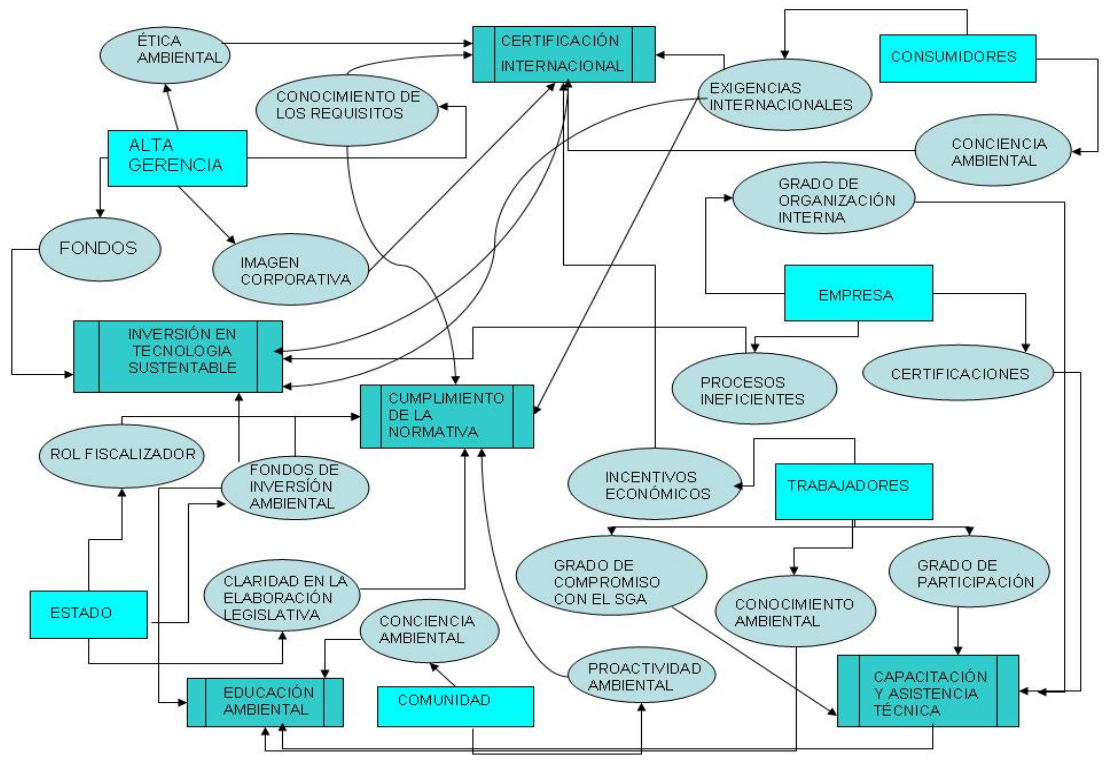 ÉTICA
AMBIENTAL
CERTIFICACIÓN
INTERNACIONAL
CONSUMIDORES
CONOCIMIENTO DE
LOS REQUISITOS
EXIGENCIAS
INTERNACIONALES
ALTA
GERENCIA
CONCIENCIA
AMBIENTAL
GRADO DE
ORGANIZACIÓN
INTERNA
FONDOS
IMAGEN
CORPORATIVA
EMPRESA
INVERSIÓN EN
TECNOLOGIA
SUSTENTABLE
PROCESOS
INEFICIENTES
CERTIFICACIONES
CUMPLIMIENTO
DE LA
NORMATIVA
ROL FISCALIZADOR
FONDOS DE
INVERSIÓN
AMBIENTAL
INCENTIVOS
ECONÓMICOS
TRABAJADORES
CLARIDAD EN LA
ELABORACIÓN
LEGISLATIVA
GRADO DE
COMPROMISO
CON EL SGA
GRADO DE
PARTICIPACIÓN
ESTADO
CONCIENCIA
AMBIENTAL
CONOCIMIENTO
AMBIENTAL
PROACTIVIDAD
AMBIENTAL
EDUCACIÓN
AMBIENTAL
COMUNIDAD
CAPACITACIÓN
Y ASISTENCIA
TÉCNICA